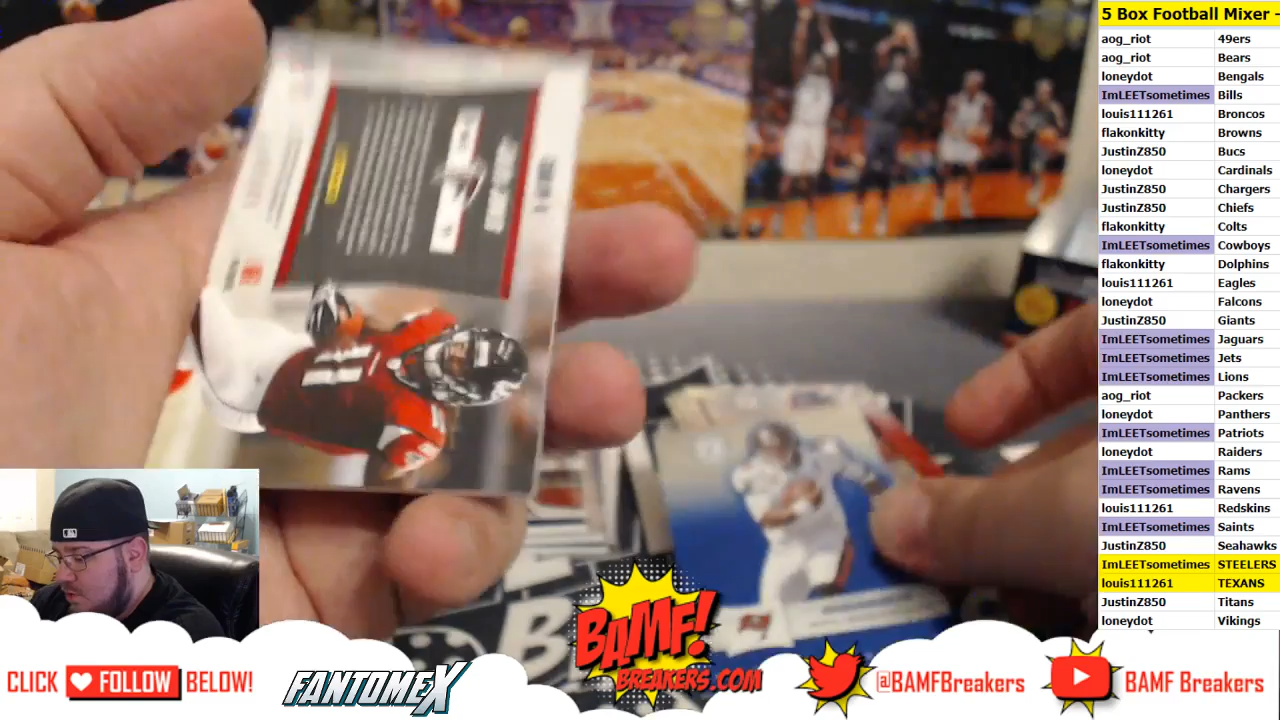 5 Box Football Mixer -
aog_riot 49ers
aog_riot Bears
loneydot Bengals
ImLEETsometimes Bills
louis111261 Broncos
flakonkitty Browns
JustinZ850 Bucs
loneydot Cardinals
JustinZ850 Chargers
JustinZ850 Chiefs
flakonkitty Colts
ImLEETsometimes Cowboys
flakonkitty Dolphins
louis111261 Eagles
loneydot Falcons
JustinZ850 Giants
ImLEETsometimes Jaguars
ImLEETsometimes Jets
ImLEETsometimes Lions
aog_riot Packers
loneydot Panthers
ImLEETsometimes Patriots
loneydot Raiders
ImLEETsometimes Rams
ImLEETsometimes Ravens
louis111261 Redskins
ImLEETsometimes Saints
JustinZ850 Seahawks
ImLEETsometimes STEELERS
louis111261 TEXANS
JustinZ850 Titans
loneydot Vikings
11
B
CLICK FOLLOW BELOW!
FANTOMEX
BAMF!
BREAKERS.COM
@BAMFBreakers
BAMF Breakers